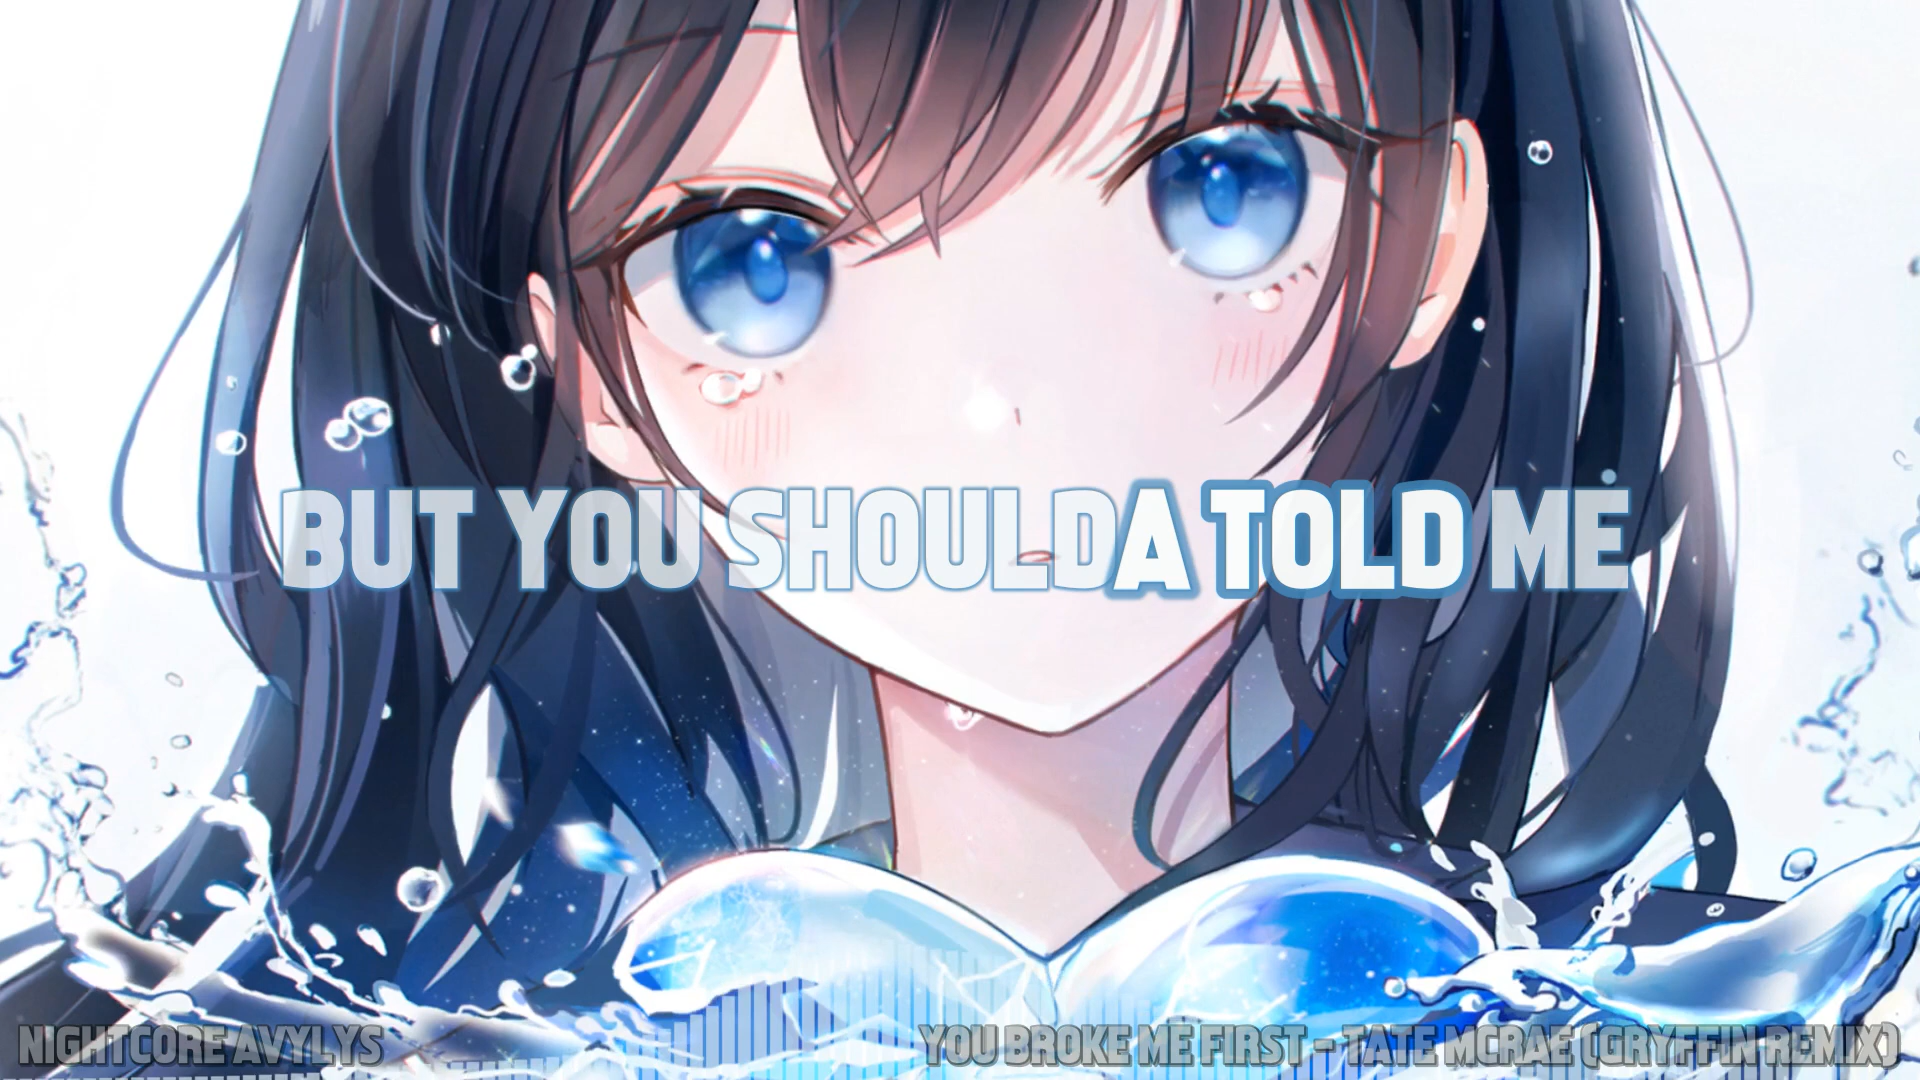 BUT YOU SHOULDA TOLD ME
NIGHTCORE AVYLYS
YOU BROKE ME FIRST - TATE MCRAE (GRYFFIN REMIX)